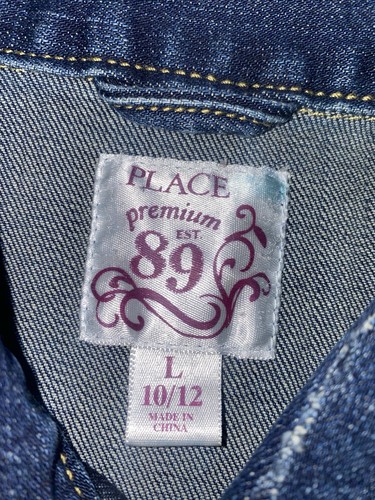 PLACE
premium
EST.
89
L
10/12
MADE IN
CHINA